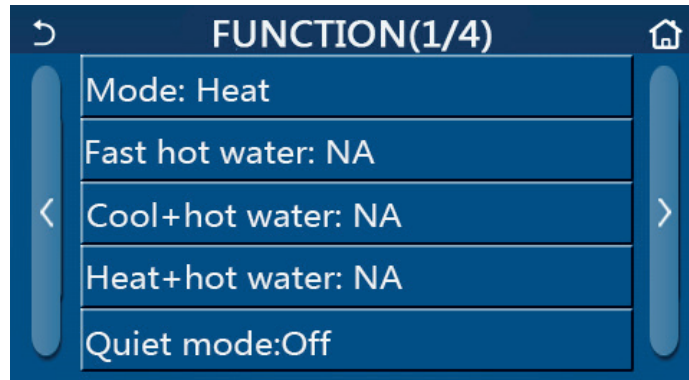 FUNCTION(1/4)
Mode: Heat
Fast hot water: NA
Cool+hot water: NA
Heat+hot water: NA
Quiet mode:Off